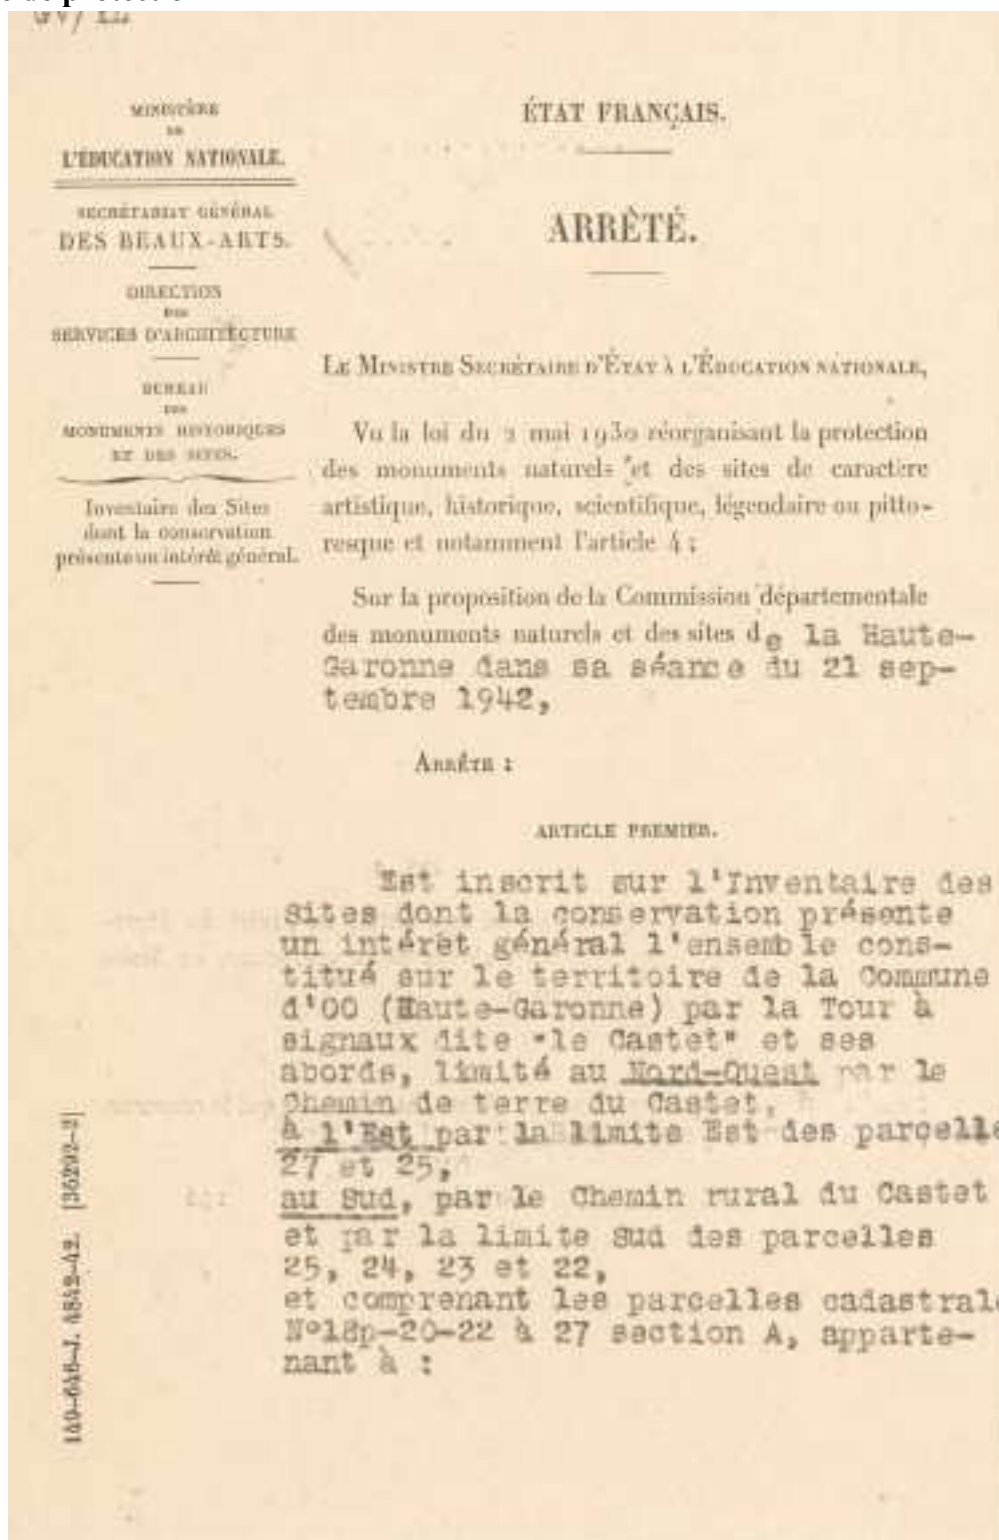 MINISTÈRE
DE
L'ÉDUCATION NATIONALE.
SECRÉTARIAT GÉNÉRAL
DES BEAUX-ARTS.
DIRECTION
DES
SERVICES D'ARCHITECTURE
BUREAU
DES
MONUMENTS HISTORIQUES
ET DES SITES.
Inventaire des Sites
dont la conservation
présente un intérêt général.
ÉTAT FRANÇAIS.
ARRÊTÉ.
LE MINISTRE SECRÉTAIRE D'ÉTAT À L'ÉDUCATION NATIONALE,
Vu la loi du 2 mai 1930 réorganisant la protection
des monuments naturels et des sites de caractère
artistique, historique, scientifique, légendaire ou pitto-
resque et notamment l'article 4;
Sur la proposition de la Commission départementale
des monuments naturels et des sites de la Haute-
Garonne dans sa séance du 21 sep-
tembre 1942,
ARRÊTE :
ARTICLE PREMIER.
Est inscrit sur l'Inventaire des
Sites dont la conservation présente
un intérêt général l'ensemble cons-
titué sur le territoire de la Commune
d'OO (Haute-Garonne) par la Tour à
signaux dite "le Castet" et ses
abords, limité au Nord-Ouest par le
Chemin de terre du Castet,
à l'Est par la limite Est des parcelle
27 et 25,
au Sud, par le Chemin rural du Castet
et par la limite Sud des parcelles
25, 24, 23 et 22,
et comprenant les parcelles cadastral
N°18p-20-22 à 27 section A, apparte-
nant à :
149-646-J. 4842-42. [36292-2]